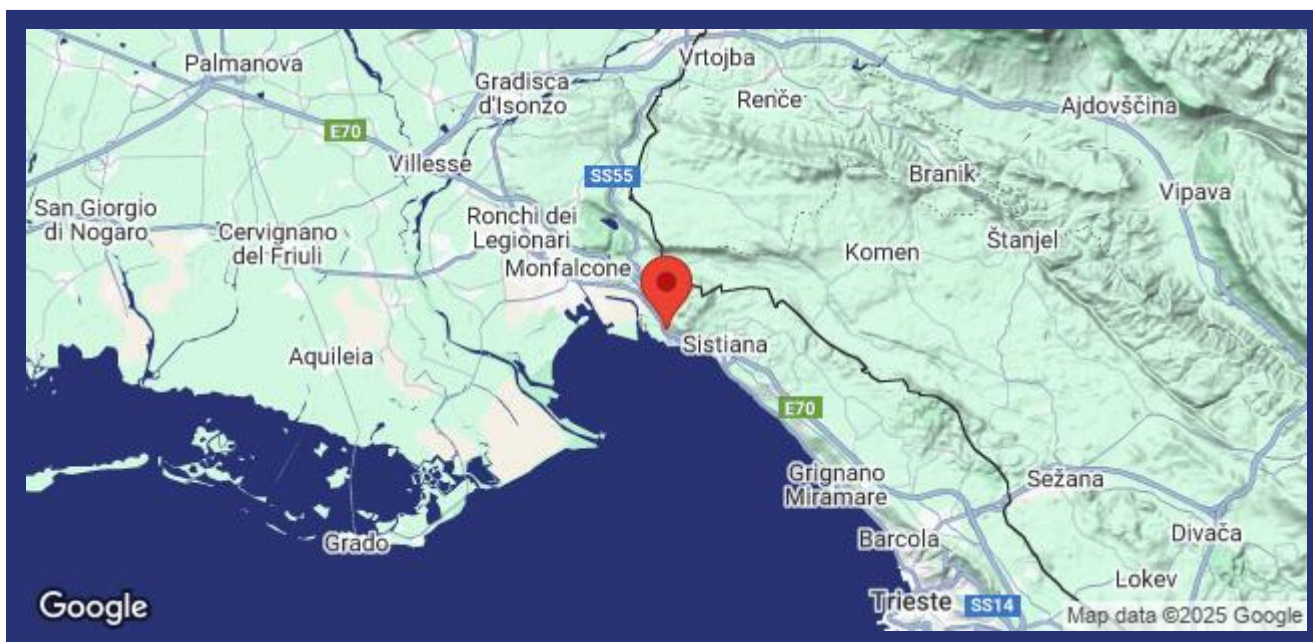 Palmanova
Gradisca
d'Isonzo
Vrtojba
Renče
Ajdovščina
E70
Villesse
SS55
Branik
Vipava
San Giorgio
di Nogaro
Cervignano
del Friuli
Ronchi dei
Legionari
Monfalcone
Komen
Štanjel
Aquileia
Sistiana
E70
Grignano
Miramare
Sežana
Grado
Barcola
Divača
Lokev
Trieste
SS14
Google
Map data ©2025 Google